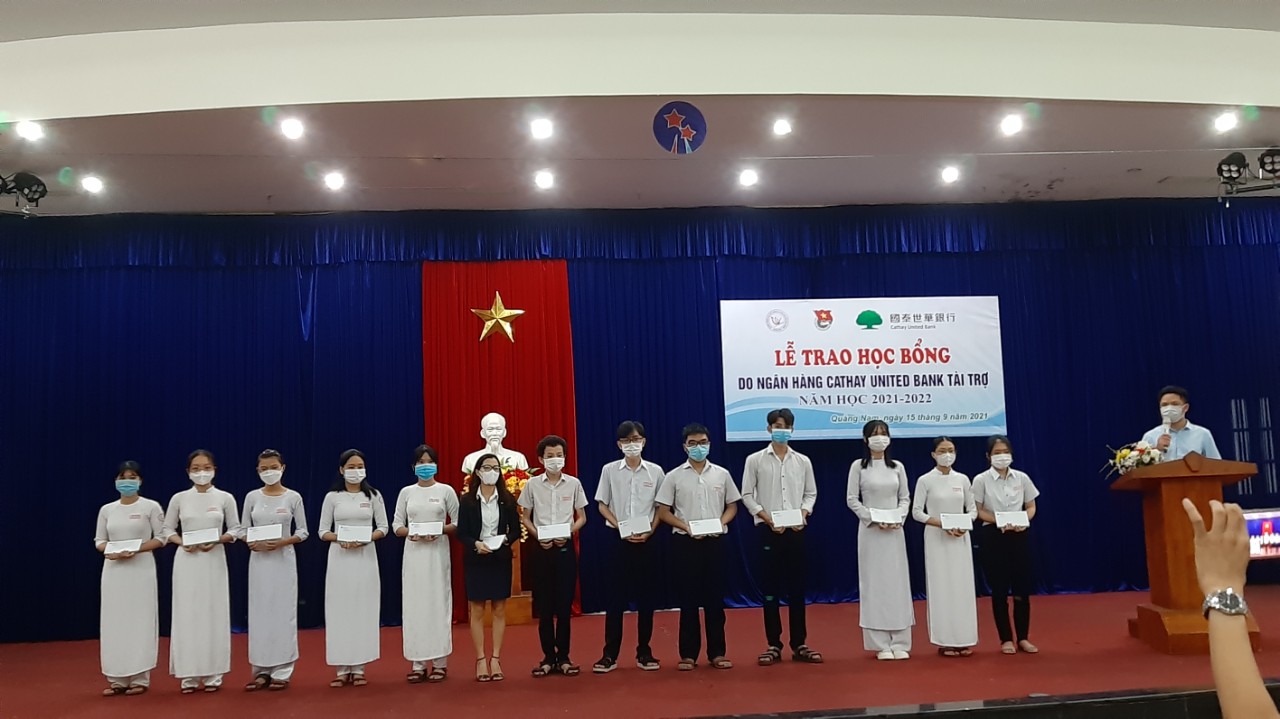 國泰世華銀行
Cathay United Bank
LỄ TRAO HỌC BỔNG
DO NGÂN HÀNG CATHAY UNITED BANK TÀI TRỢ
NĂM HỌC 2021-2022
Quảng Nam, ngày 15 tháng 9 năm 2021